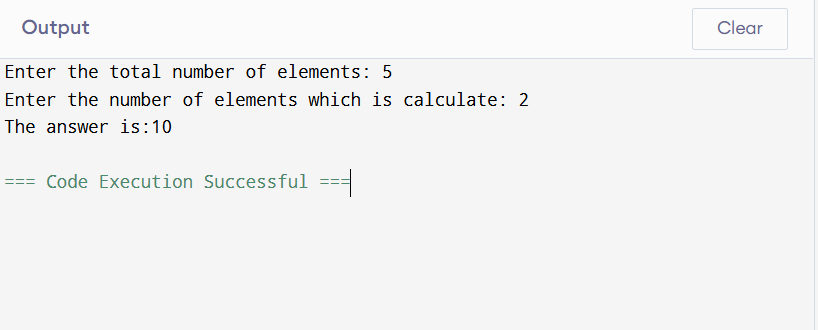 Output
Clear
Enter the total number of elements: 5
Enter the number of elements which is calculate: 2
The answer is:10
=== Code Execution Successful ===